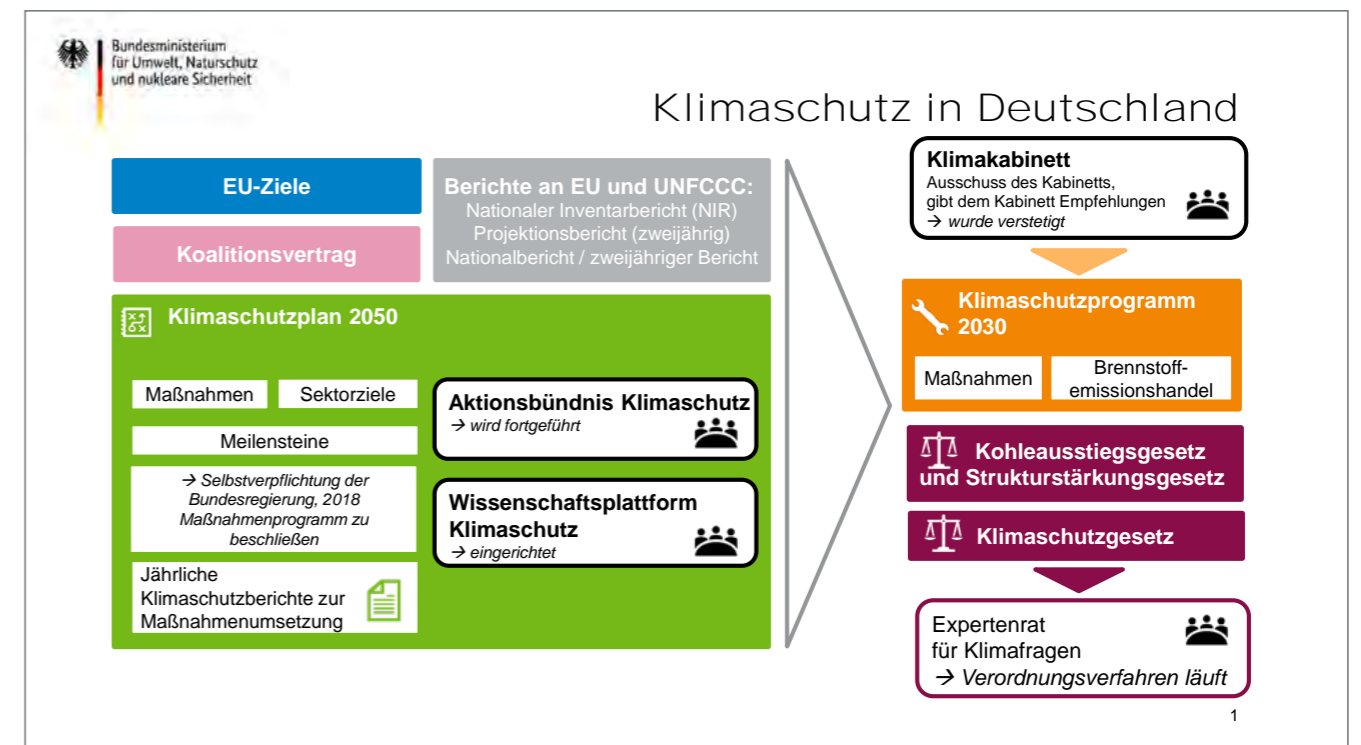 Bundesministerium
für Umwelt, Naturschutz
und nukleare Sicherheit
Klimaschutz in Deutschland
EU-Ziele
Koalitionsvertrag
Berichte an EU und UNFCCC:
Nationaler Inventarbericht (NIR)
Projektionsbericht (zweijährig)
Nationalbericht / zweijähriger Bericht
Klimaschutzplan 2050
Maßnahmen
Sektorziele
Meilensteine
→ Selbstverpflichtung der
Bundesregierung, 2018
Maßnahmenprogramm zu
beschließen
Jährliche
Klimaschutzberichte zur
Maßnahmenumsetzung
Aktionsbündnis Klimaschutz
→ wird fortgeführt
Wissenschaftsplattform
Klimaschutz
→ eingerichtet
Klimakabinett
Ausschuss des Kabinetts,
gibt dem Kabinett Empfehlungen
→ wurde verstetigt
Klimaschutzprogramm
2030
Maßnahmen
Brennstoff-
emissionshandel
Kohleausstiegsgesetz
und Strukturstärkungsgesetz
Klimaschutzgesetz
Expertenrat
für Klimafragen
→ Verordnungsverfahren läuft
1